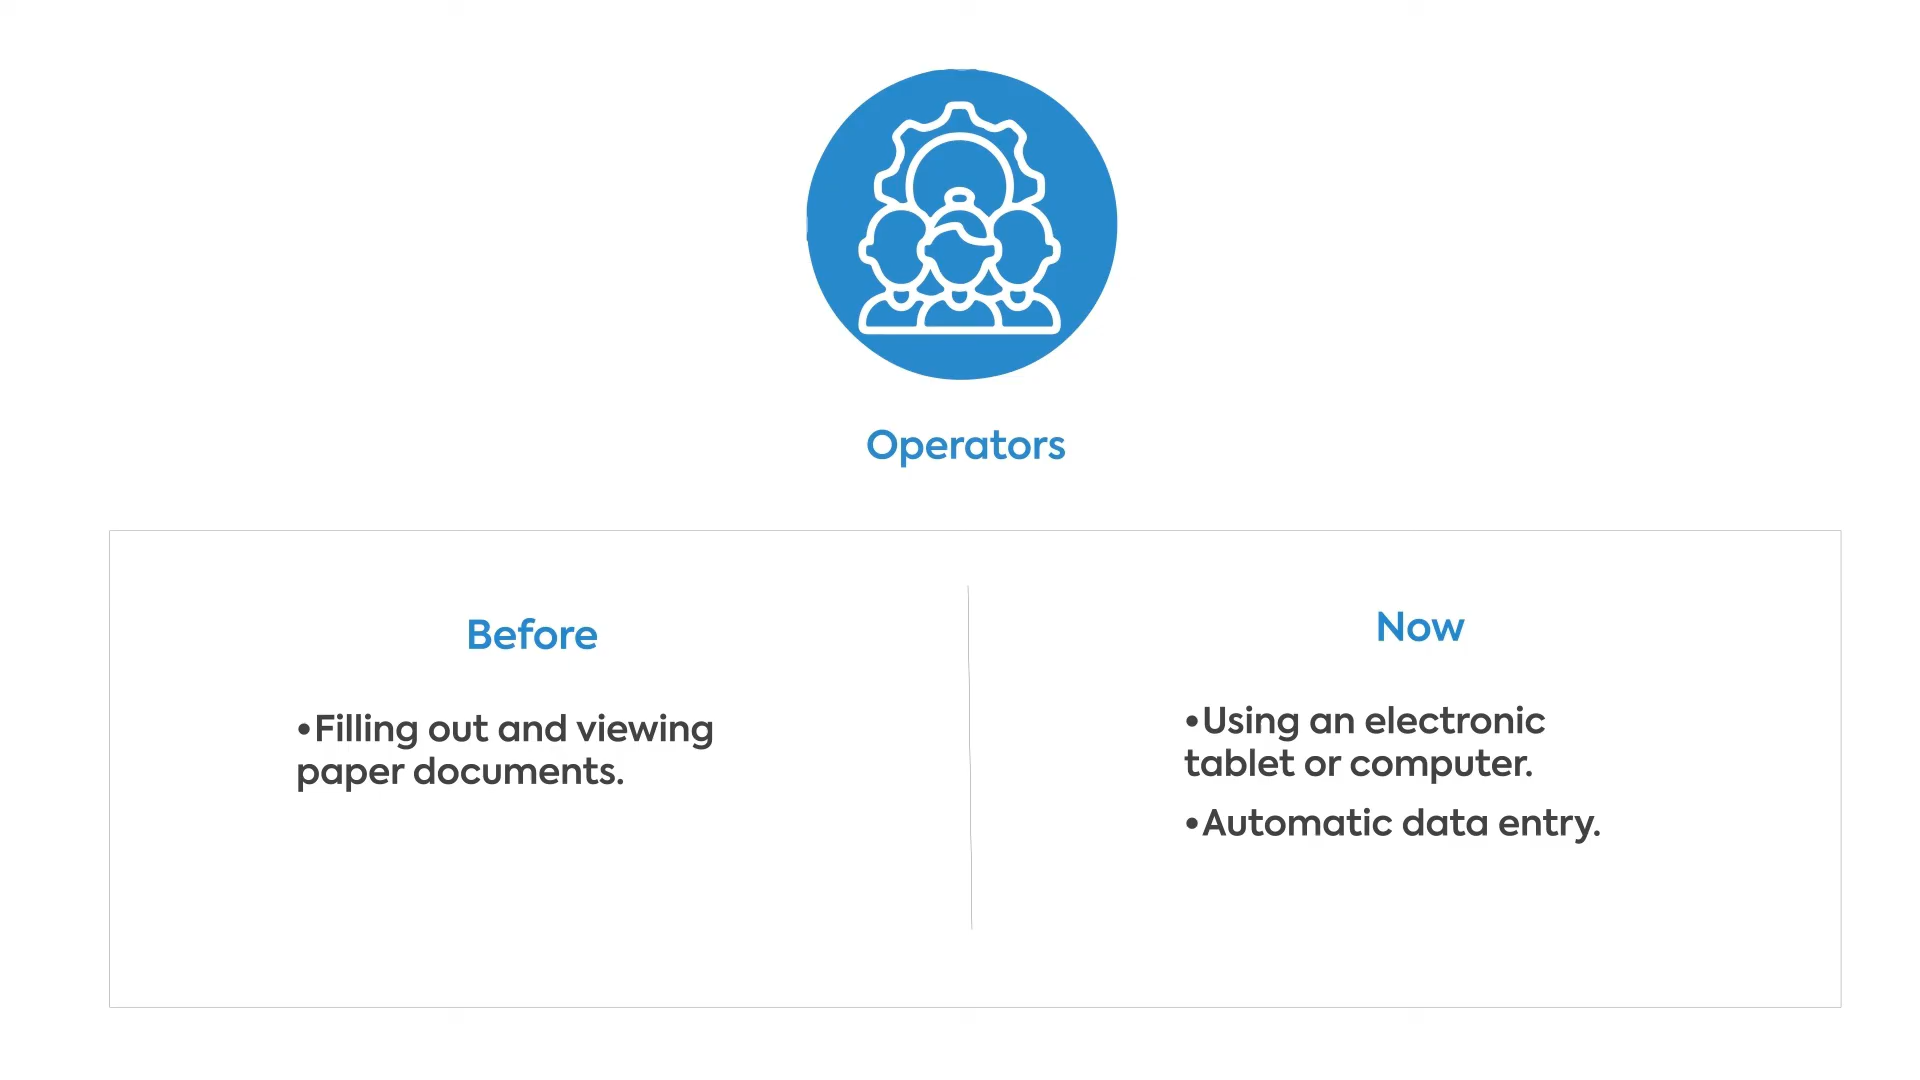 Operators
Before
•Filling out and viewing
paper documents.
Now
•Using an electronic
tablet or computer.
•Automatic data entry.